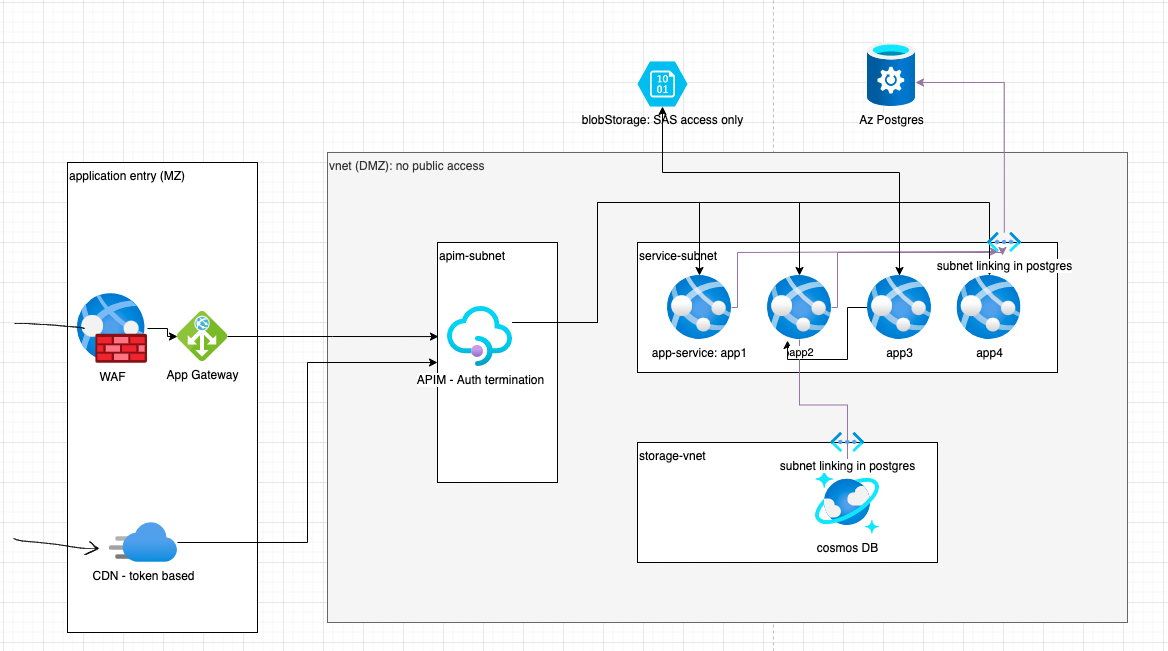 10
01
blobStorage: SAS access only
Az Postgres
application entry (MZ)
vnet (DMZ): no public access
apim-subnet
service-subnet
subnet linking in postgres
WAF
App Gateway
APIM - Auth termination
app-service: app1
app2
app3
app4
storage-vnet
subnet linking in postgres
cosmos DB
CDN - token based